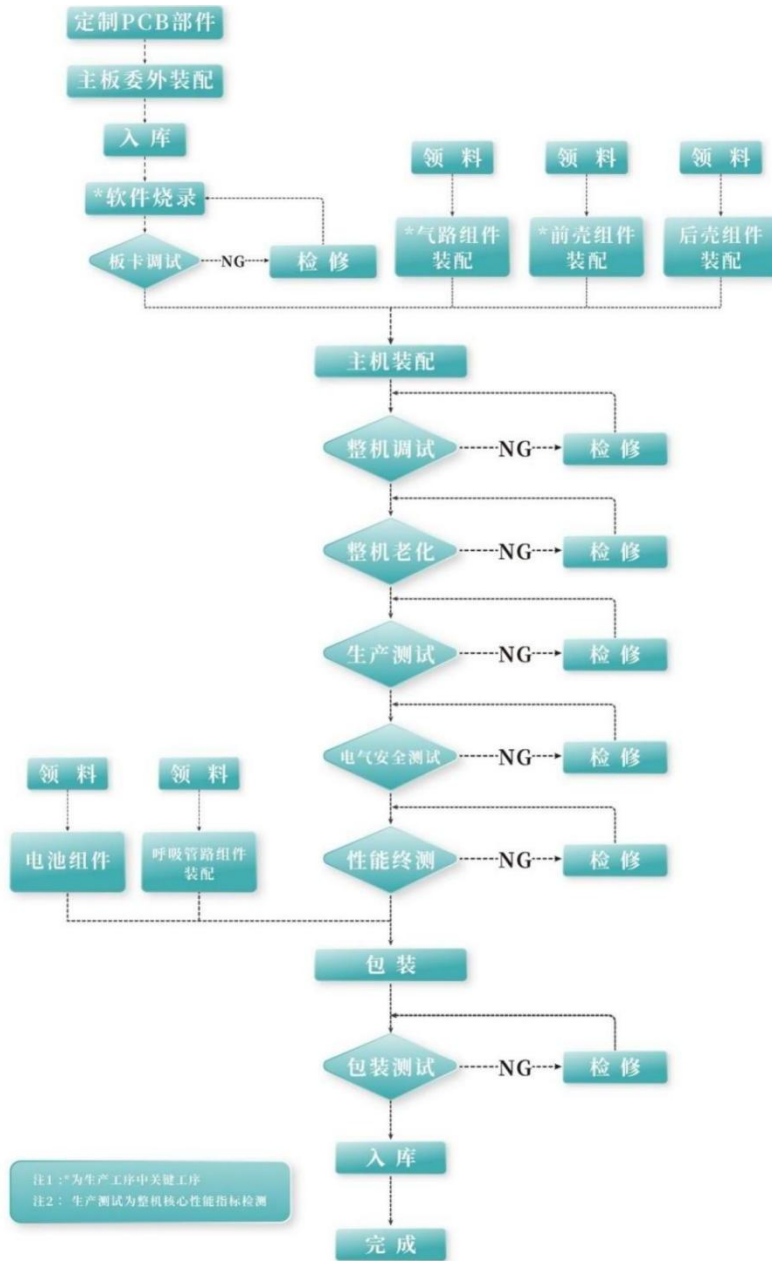 定制PCB部件
主板委外装配
入库
*软件烧录
板卡调试
NG
检修
领料
*气路组件
装配
领料
*前壳组件
装配
领料
后壳组件
装配
主机装配
整机调试
NG
检修
整机老化
NG
检修
生产测试
NG
检修
电气安全测试
NG
检修
领料
电池组件
领料
呼吸管路组件
装配
性能终测
NG
检修
包装
包装测试
NG
检修
入库
完成
注1 :*为生产工序中关键工序
注2： 生产测试为整机核心性能指标检测